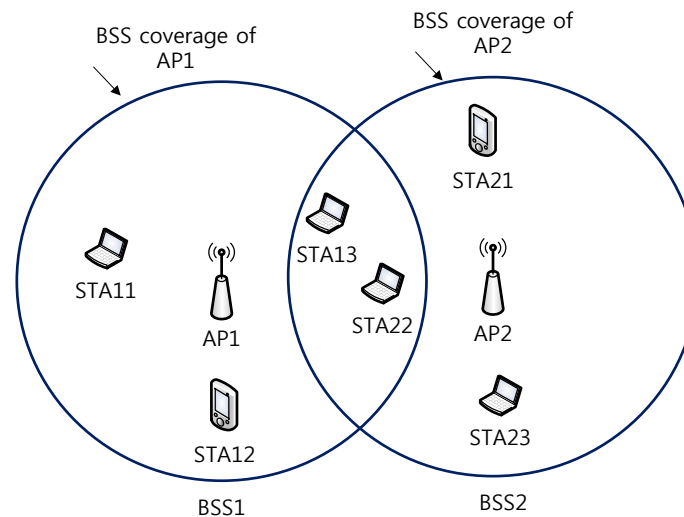 BSS coverage of
AP1
BSS coverage of
AP2
STA21
STA13
STA11
STA22
AP1
AP2
STA12
STA23
BSS1
BSS2